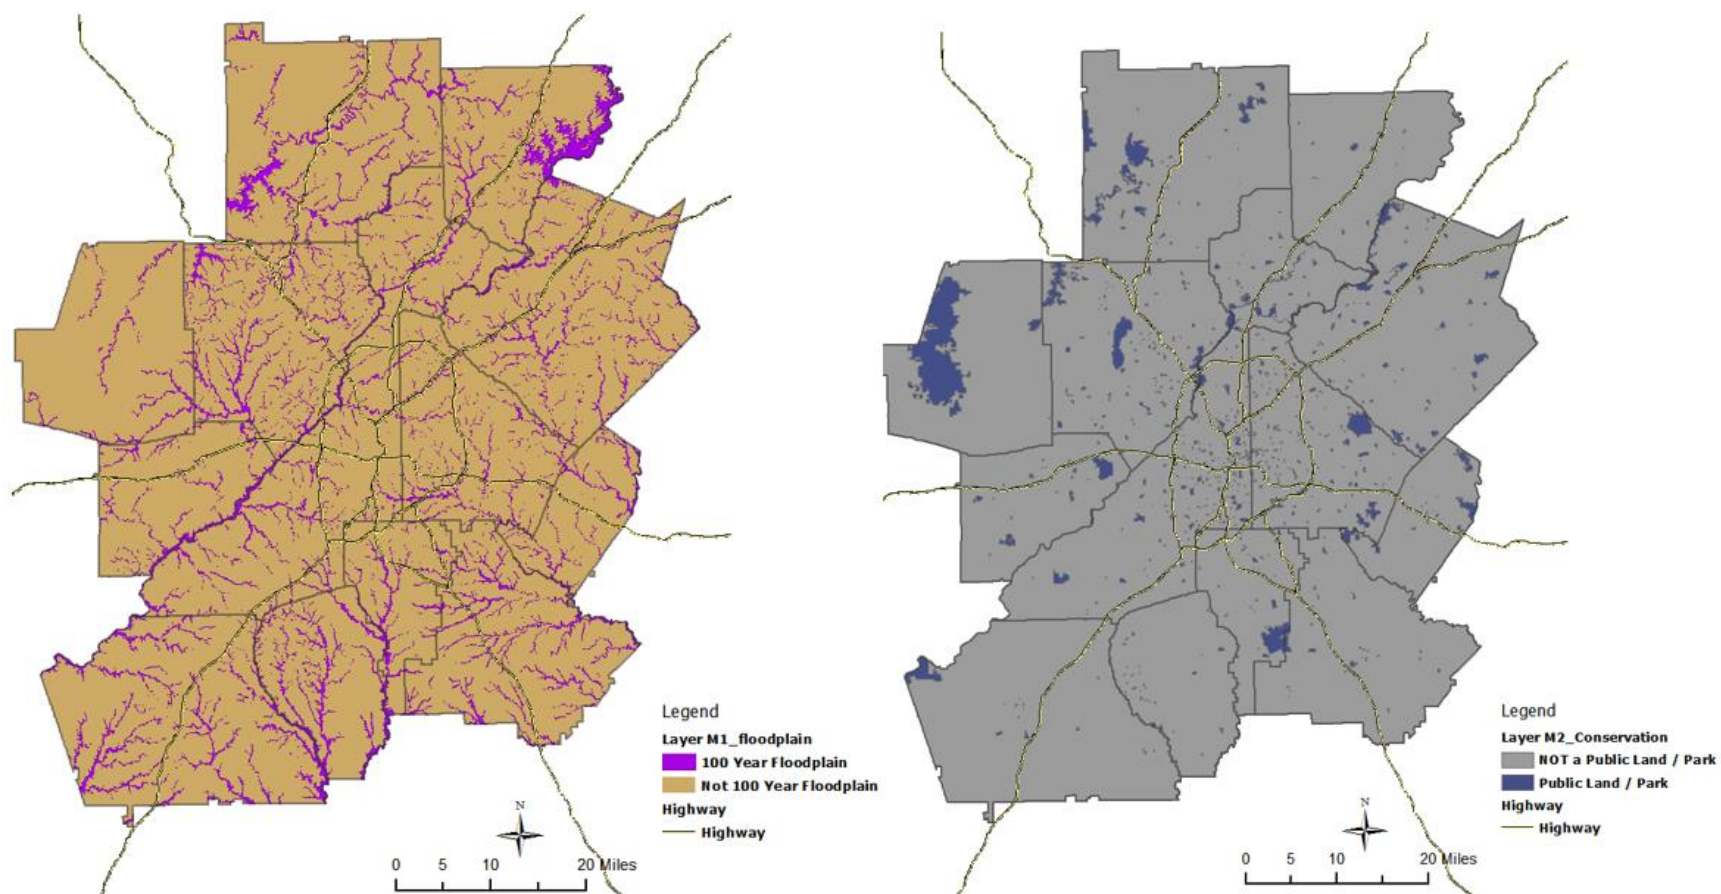 Legend
Layer M1_floodplain
100 Year Floodplain
Not 100 Year Floodplain
Highway
Highway
N
0 5 10 20 Miles
Legend
Layer M2_Conservation
NOT a Public Land / Park
Public Land / Park
Highway
Highway
N
0 5 10 20 Miles